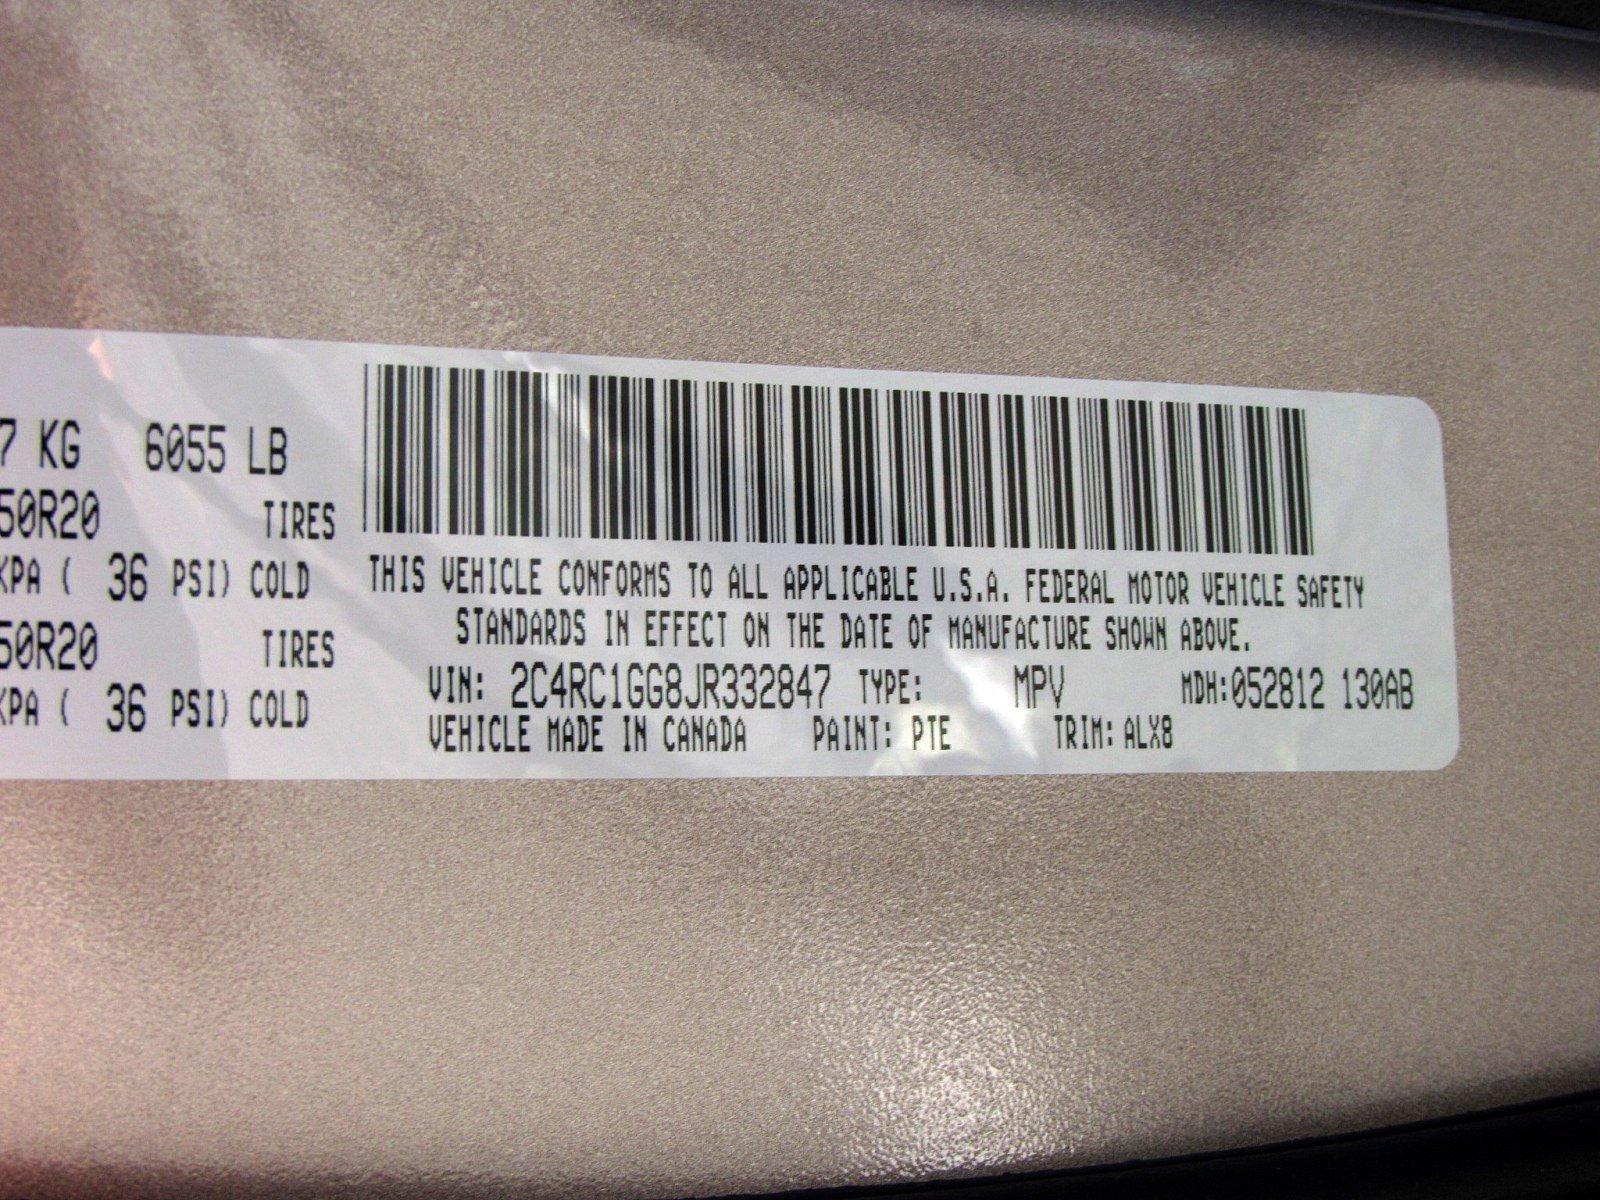 7 KG 6055 LB
50R20 TIRES
KPA ( 36 PSI) COLD
50R20 TIRES
KPA ( 36 PSI) COLD
THIS VEHICLE CONFORMS TO ALL APPLICABLE U.S.A. FEDERAL MOTOR VEHICLE SAFETY
STANDARDS IN EFFECT ON THE DATE OF MANUFACTURE SHOWN ABOVE.
VIN: 2C4RC1GG8JR332847 TYPE: MPV MDH:052812 130AB
VEHICLE MADE IN CANADA PAINT: PTE TRIM: ALX8